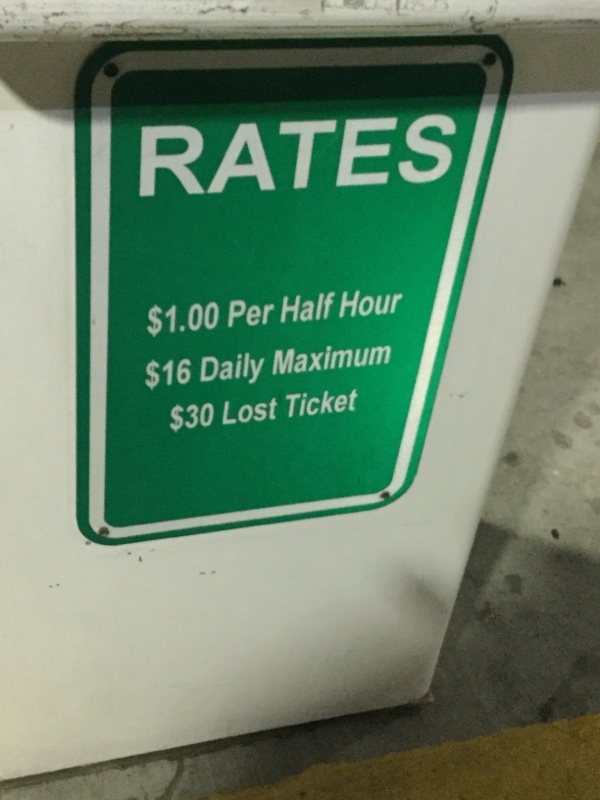 RATES
$1.00 Per Half Hour
$16 Daily Maximum
$30 Lost Ticket